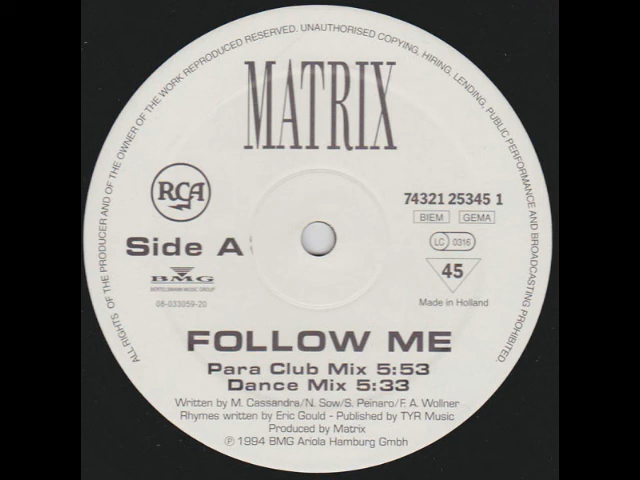 ALL RIGHTS OF THE PRODUCER AND OF THE OWNER OF THE WORK REPRODUCED RESERVED. UNAUTHORISED COPYING, HIRING, LENDING, PUBLIC PERFORMANCE AND BROADCASTING PROHIBITED.
MATRIX
RCA
74321 25345 1
BIEM GEMA
Side A
LC 0316
BMG
BERTELSMANN MUSIC GROUP
45
08-033059-20
Made in Holland
FOLLOW ME
Para Club Mix 5:53
Dance Mix 5:33
Written by M. Cassandra/N. Sow/S. Peinaro/F. A. Wollner
Rhymes written by Eric Gould - Published by TYR Music
Produced by Matrix
℗ 1994 BMG Ariola Hamburg Gmbh